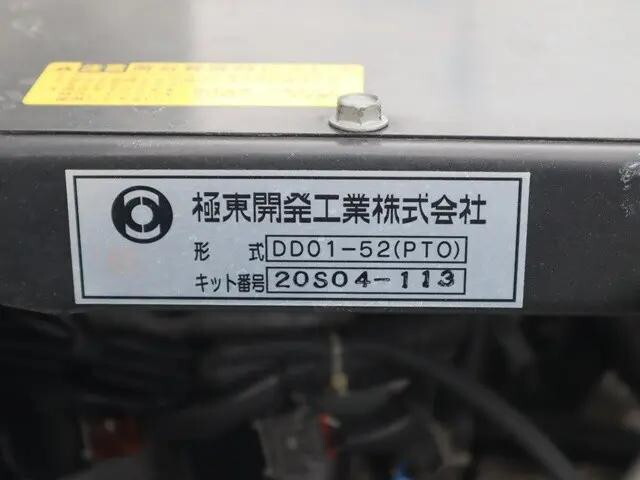 極東開発工業株式会社
形 式 DD01-52(PTO)
キット番号 20S04-113